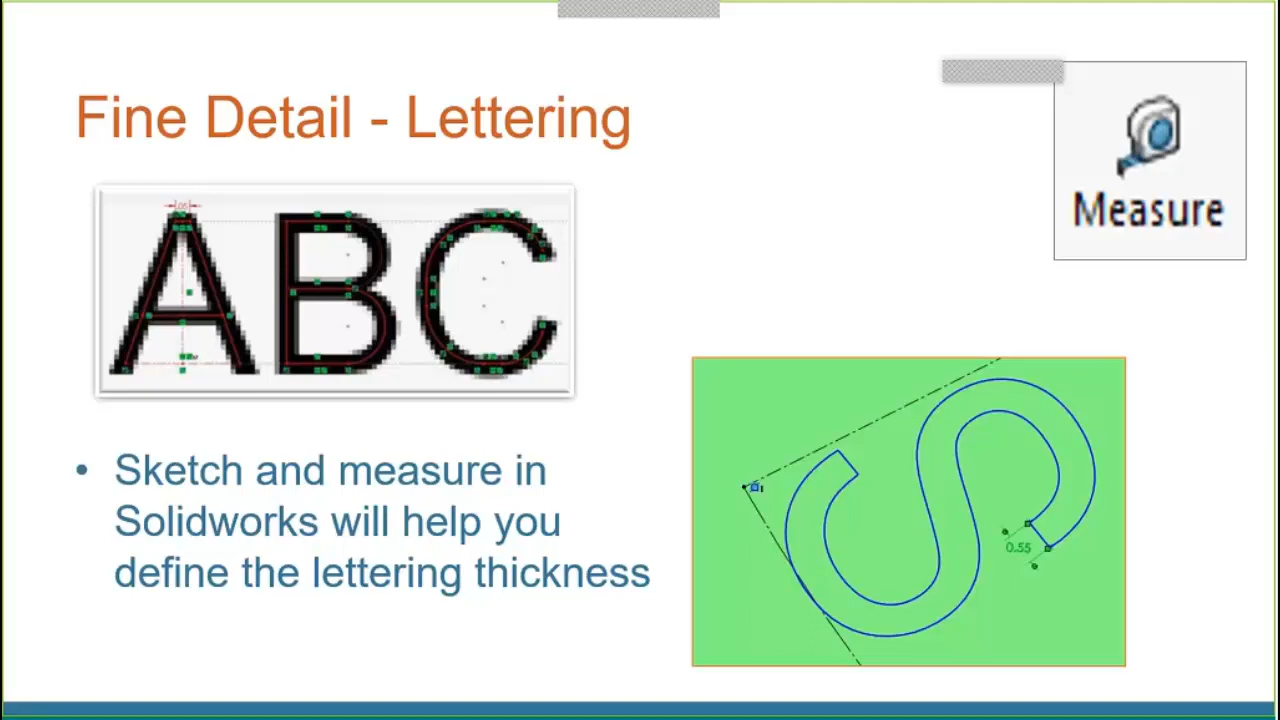 Fine Detail - Lettering
Measure
ABC
• Sketch and measure in
Solidworks will help you
define the lettering thickness
S
0.55